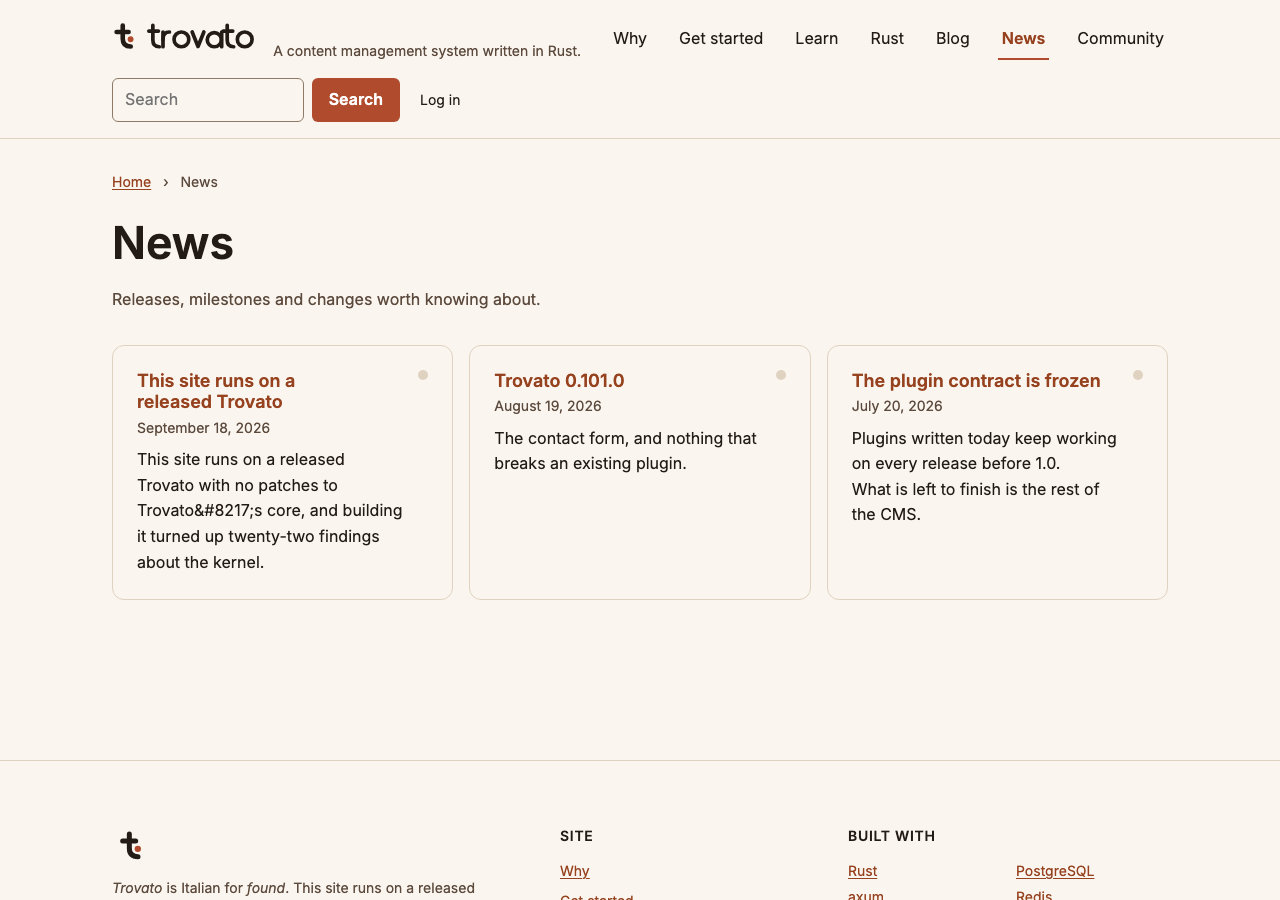 trovato
A content management system written in Rust.
Why
Get started
Learn
Rust
Blog
News
Community
Search
Search
Log in
Home › News
News
Releases, milestones and changes worth knowing about.
This site runs on a
released Trovato
September 18, 2026
This site runs on a released
Trovato with no patches to
Trovato&#8217;s core, and building
it turned up twenty-two findings
about the kernel.
Trovato 0.101.0
August 19, 2026
The contact form, and nothing that
breaks an existing plugin.
The plugin contract is frozen
July 20, 2026
Plugins written today keep working
on every release before 1.0.
What is left to finish is the rest of
the CMS.
Trovato is Italian for found. This site runs on a released
SITE
Why
Get started
BUILT WITH
Rust
axum
PostgreSQL
Redis